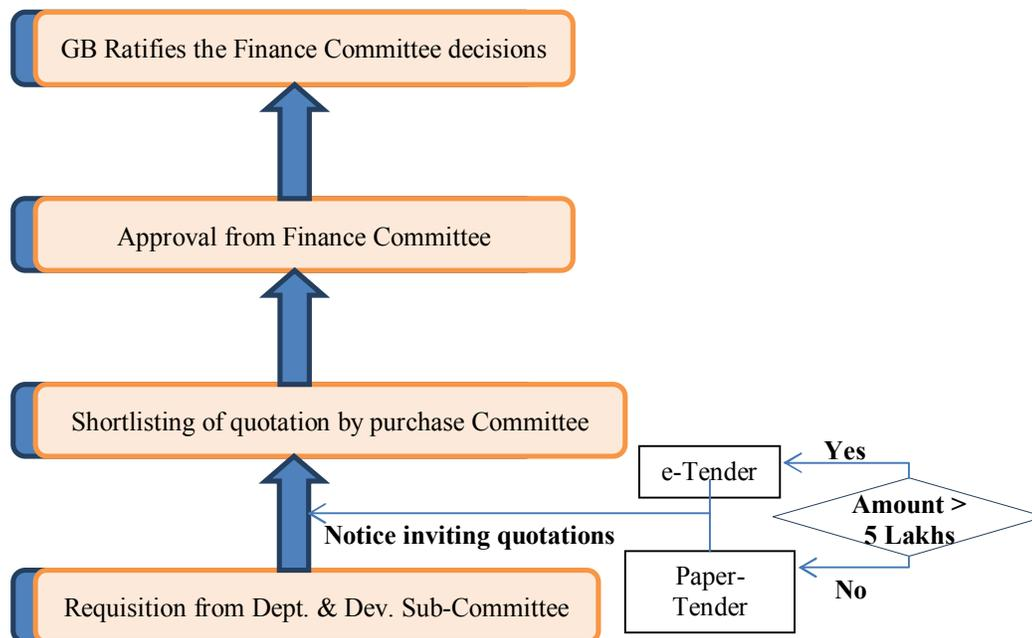 GB Ratifies the Finance Committee decisions
Approval from Finance Committee
Shortlisting of quotation by purchase Committee
e-Tender
Yes
Amount >
5 Lakhs
Notice inviting quotations
Paper-
Tender
No
Requisition from Dept. & Dev. Sub-Committee